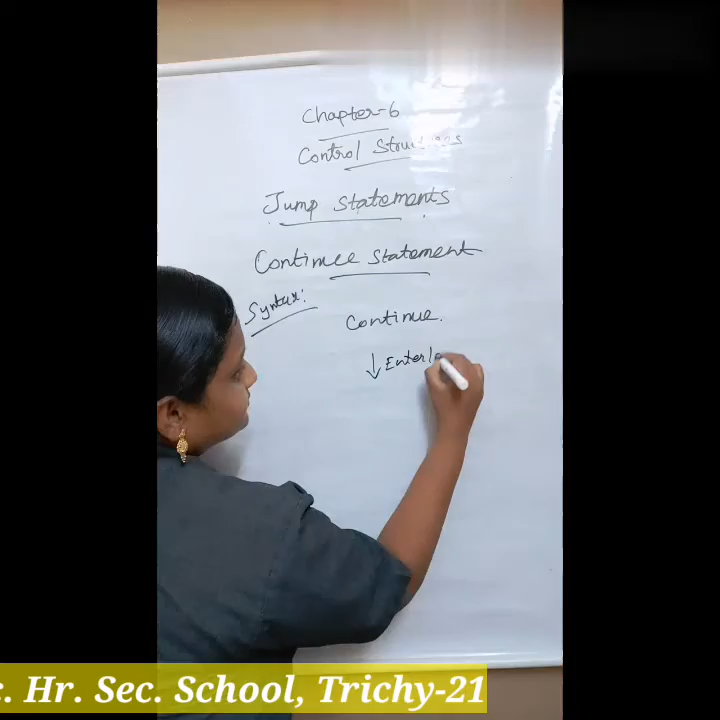 Chapter-6
Control Structures
Jump Statements
Continue Statement
Syntax:
Continue.
↓ Enter
Hr. Sec. School, Trichy-21